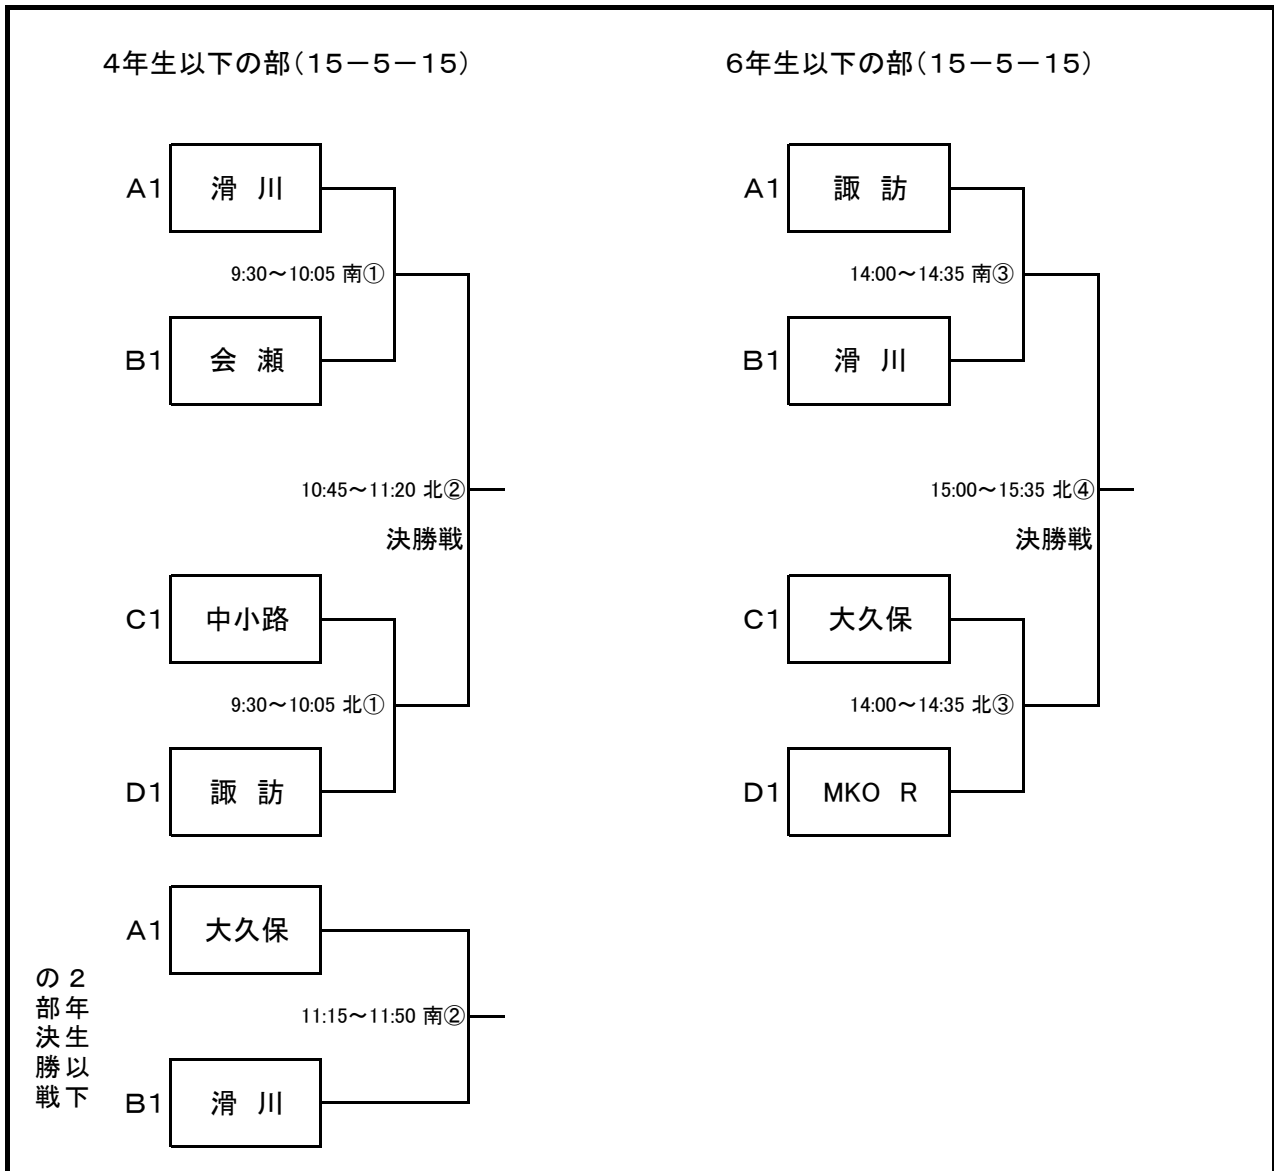 4年生以下の部(15-5-15)
A1
滑 川
9:30～10:05 南①
B1
会 瀬
10:45～11:20 北②
決勝戦
C1
中小路
9:30～10:05 北①
D1
諏 訪
A1
大久保
2年生以下
の部決勝戦
11:15～11:50 南②
B1
滑 川
6年生以下の部(15-5-15)
A1
諏 訪
14:00～14:35 南③
B1
滑 川
15:00～15:35 北④
決勝戦
C1
大久保
14:00～14:35 北③
D1
MKO R